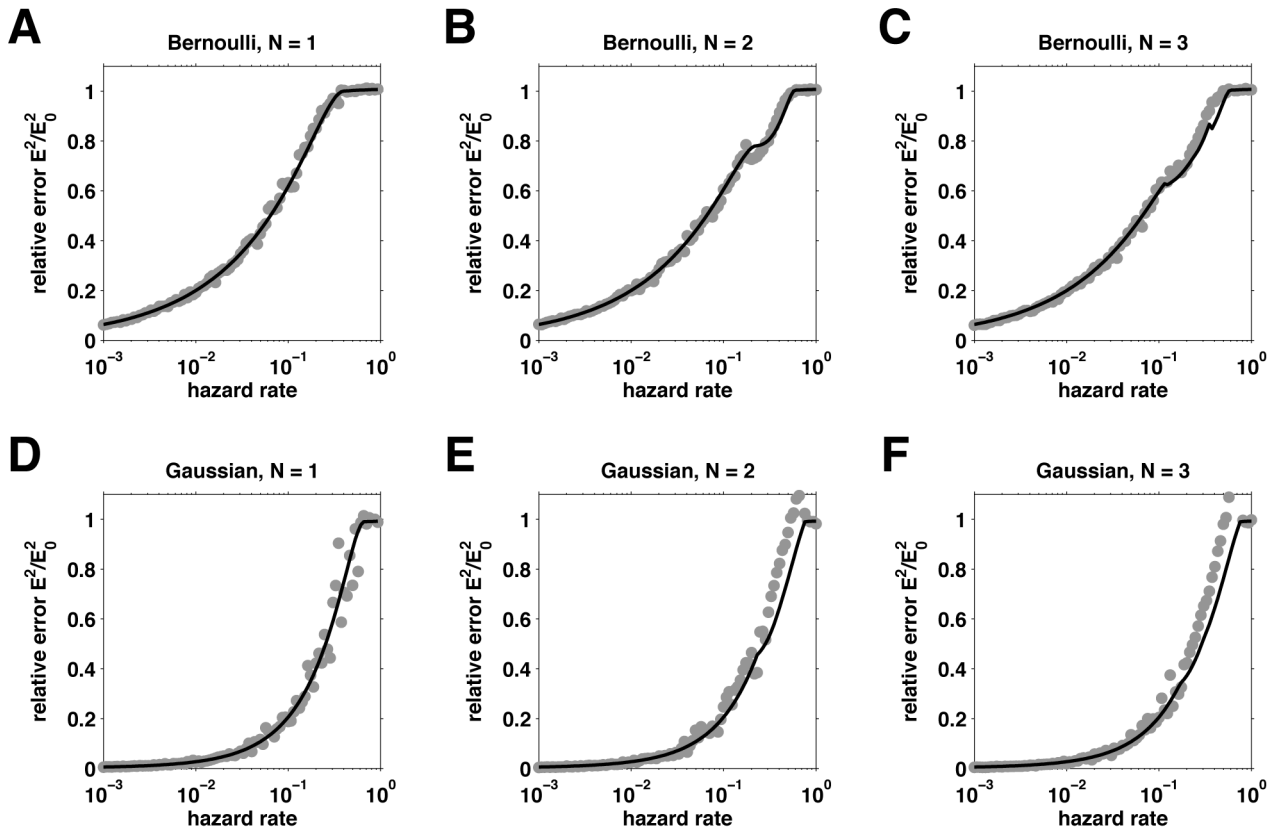 A
Bernoulli, N = 1
relative error E²/E₀²
1
0.8
0.6
0.4
0.2
0
10⁻³ 10⁻² 10⁻¹ 10⁰
hazard rate
B
Bernoulli, N = 2
relative error E²/E₀²
1
0.8
0.6
0.4
0.2
0
10⁻³ 10⁻² 10⁻¹ 10⁰
hazard rate
C
Bernoulli, N = 3
relative error E²/E₀²
1
0.8
0.6
0.4
0.2
0
10⁻³ 10⁻² 10⁻¹ 10⁰
hazard rate
D
Gaussian, N = 1
relative error E²/E₀²
1
0.8
0.6
0.4
0.2
0
10⁻³ 10⁻² 10⁻¹ 10⁰
hazard rate
E
Gaussian, N = 2
relative error E²/E₀²
1
0.8
0.6
0.4
0.2
0
10⁻³ 10⁻² 10⁻¹ 10⁰
hazard rate
F
Gaussian, N = 3
relative error E²/E₀²
1
0.8
0.6
0.4
0.2
0
10⁻³ 10⁻² 10⁻¹ 10⁰
hazard rate